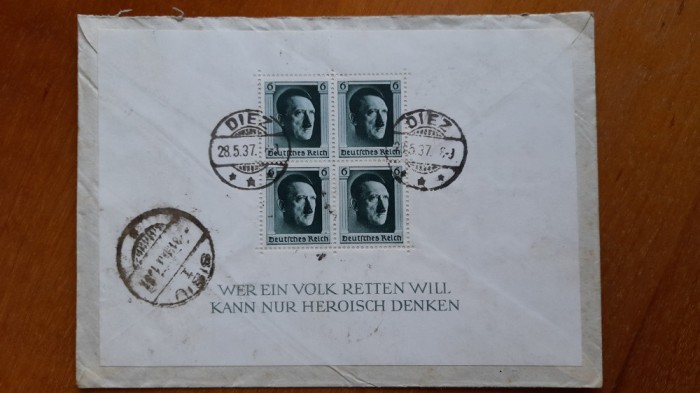 6 6
DIEZ DIEZ
28.5.37. 28.5.37.
Deutsches Reich Deutsches Reich
6 6
Deutsches Reich Deutsches Reich
WER EIN VOLK RETTEN WILL
KANN NUR HEROISCH DENKEN